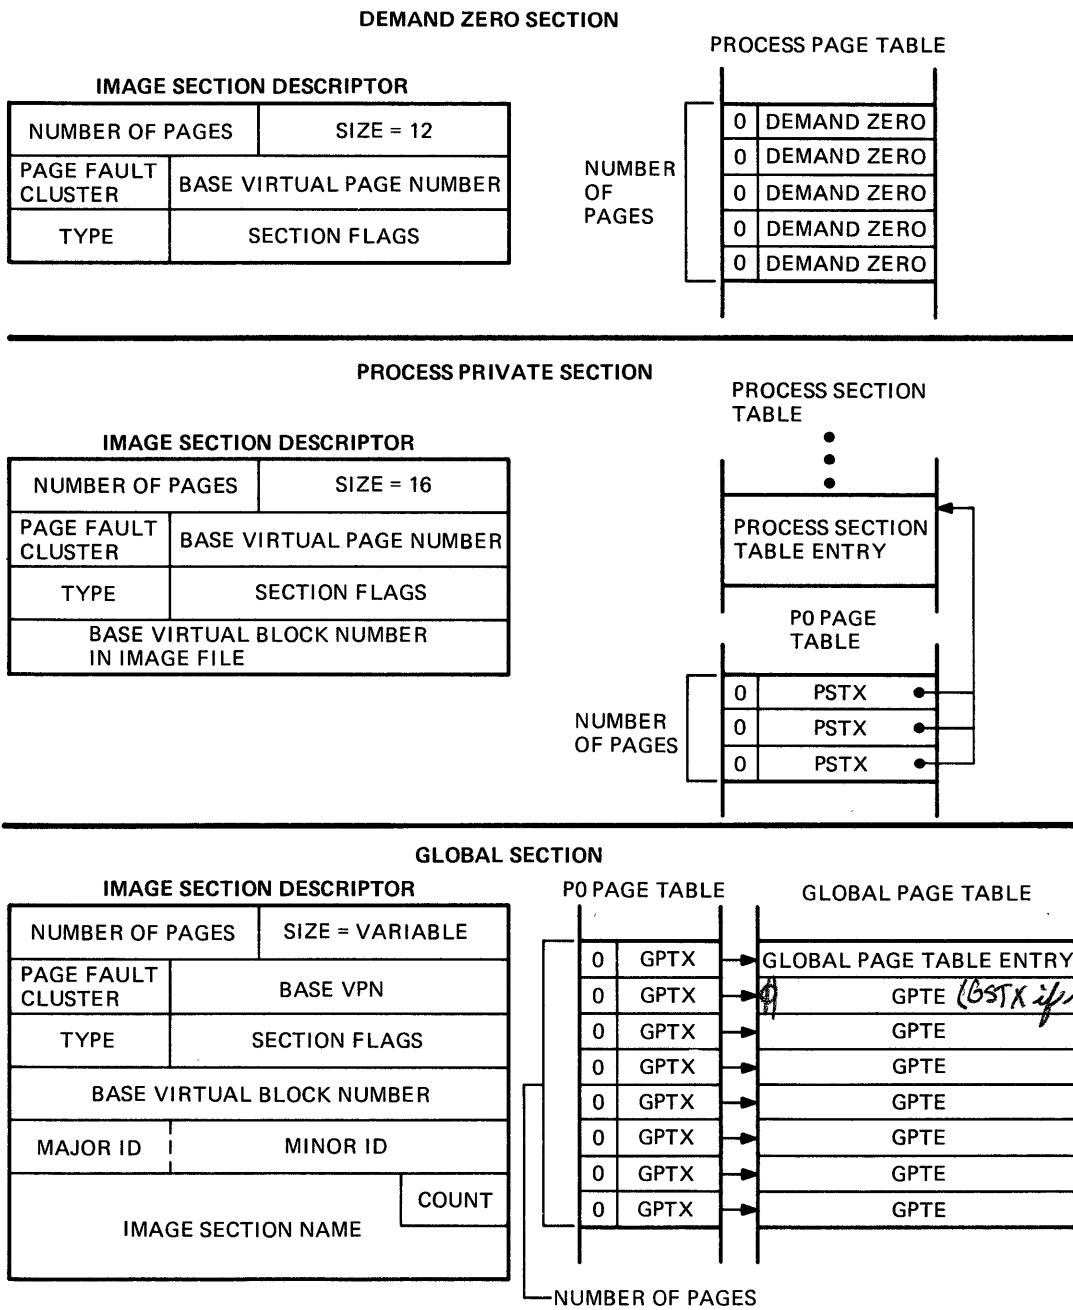 DEMAND ZERO SECTION
PROCESS PAGE TABLE
IMAGE SECTION DESCRIPTOR
NUMBER OF PAGES
SIZE = 12
PAGE FAULT
CLUSTER
BASE VIRTUAL PAGE NUMBER
TYPE
SECTION FLAGS
NUMBER
OF
PAGES
0 DEMAND ZERO
0 DEMAND ZERO
0 DEMAND ZERO
0 DEMAND ZERO
0 DEMAND ZERO
PROCESS PRIVATE SECTION
IMAGE SECTION DESCRIPTOR
NUMBER OF PAGES
SIZE = 16
PAGE FAULT
CLUSTER
BASE VIRTUAL PAGE NUMBER
TYPE
SECTION FLAGS
BASE VIRTUAL BLOCK NUMBER
IN IMAGE FILE
PROCESS SECTION
TABLE
PROCESS SECTION
TABLE ENTRY
P0 PAGE
TABLE
NUMBER
OF PAGES
0 PSTX
0 PSTX
0 PSTX
GLOBAL SECTION
IMAGE SECTION DESCRIPTOR
NUMBER OF PAGES
SIZE = VARIABLE
PAGE FAULT
CLUSTER
BASE VPN
TYPE
SECTION FLAGS
BASE VIRTUAL BLOCK NUMBER
MAJOR ID
MINOR ID
COUNT
IMAGE SECTION NAME
P0 PAGE TABLE
GLOBAL PAGE TABLE
0 GPTX GLOBAL PAGE TABLE ENTRY
0 GPTX GPTE (GSTX if
0 GPTX GPTE
0 GPTX GPTE
0 GPTX GPTE
0 GPTX GPTE
0 GPTX GPTE
0 GPTX GPTE
NUMBER OF PAGES